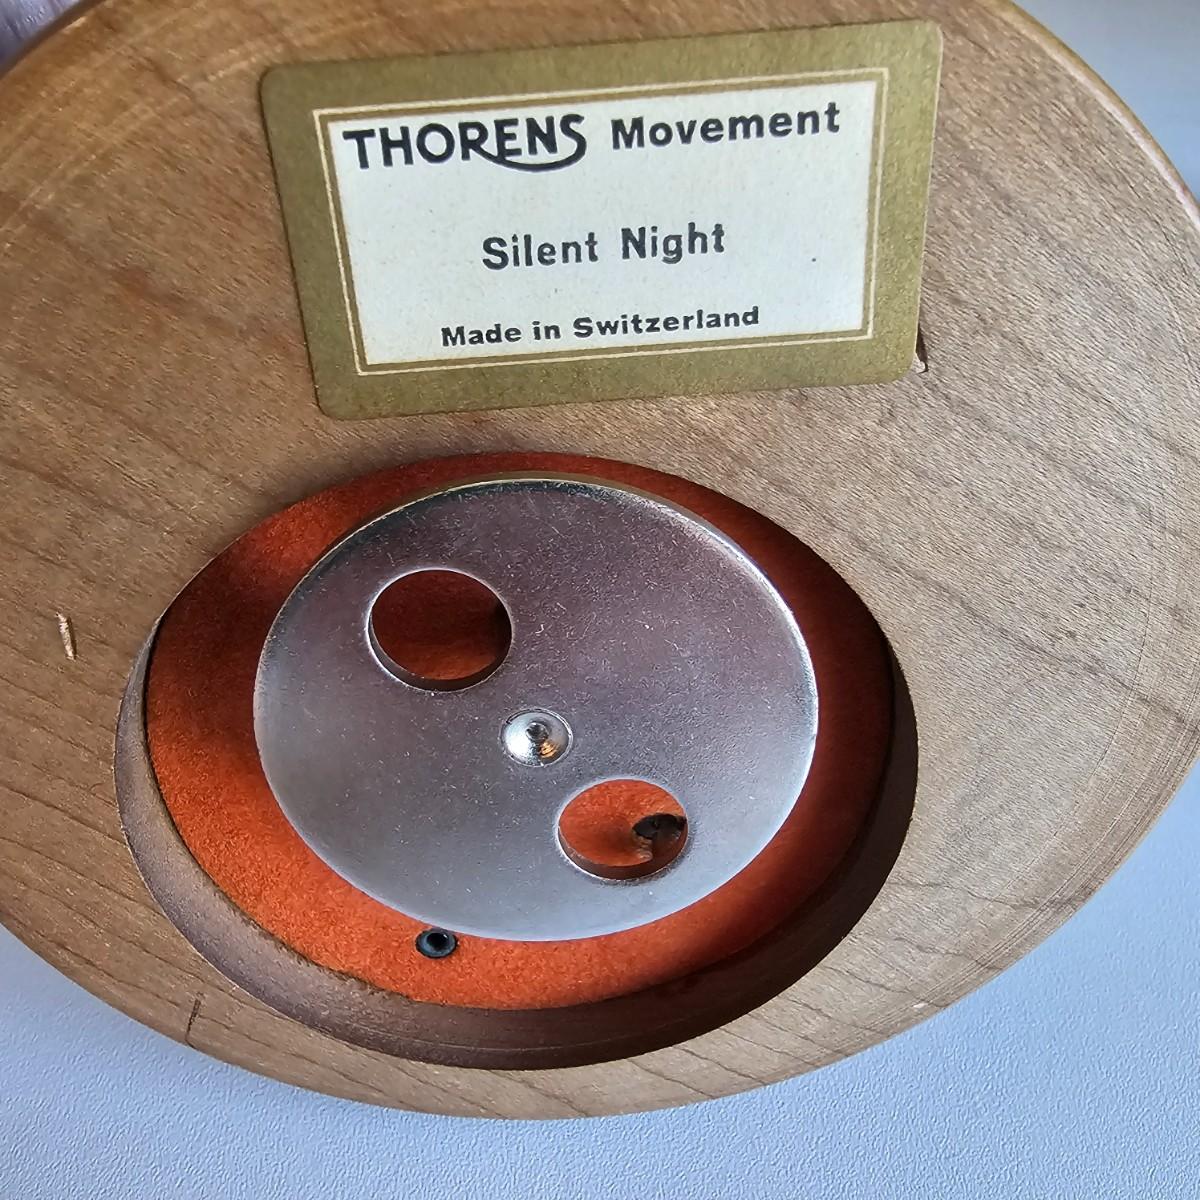 THORENS Movement
Silent Night
Made in Switzerland